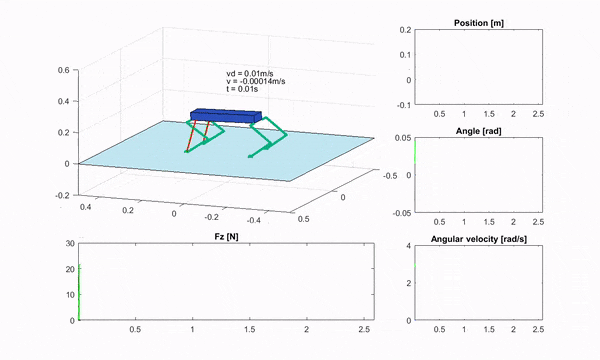 Position [m]
0.2
0.1
0
-0.1
0.5 1 1.5 2 2.5
vd = 0.01m/s
v = -0.00014m/s
t = 0.01s
0.6
0.4
0.2
0
-0.2
0.4 0.2 0 -0.2 -0.4
0.5 0 -0.5
Angle [rad]
0.05
0
-0.05
0.5 1 1.5 2 2.5
Fz [N]
30
20
10
0
0.5 1 1.5 2 2.5
Angular velocity [rad/s]
4
2
0
0.5 1 1.5 2 2.5